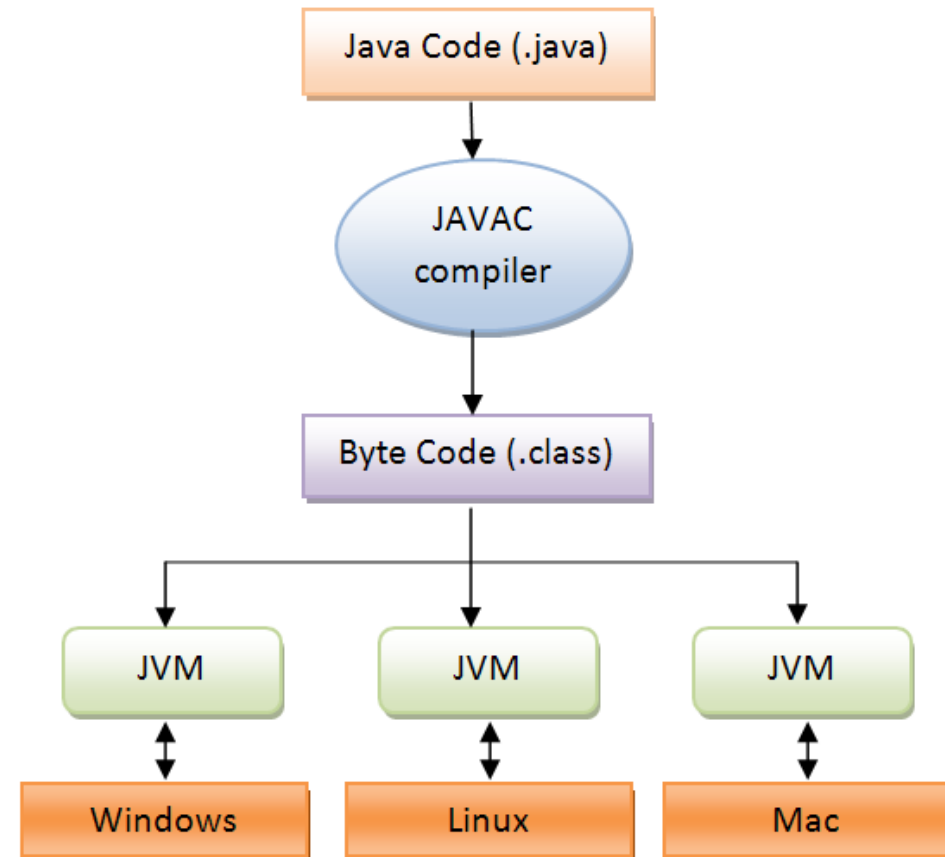 Java Code (.java)
JAVAC
compiler
Byte Code (.class)
JVM
JVM
JVM
Windows
Linux
Mac